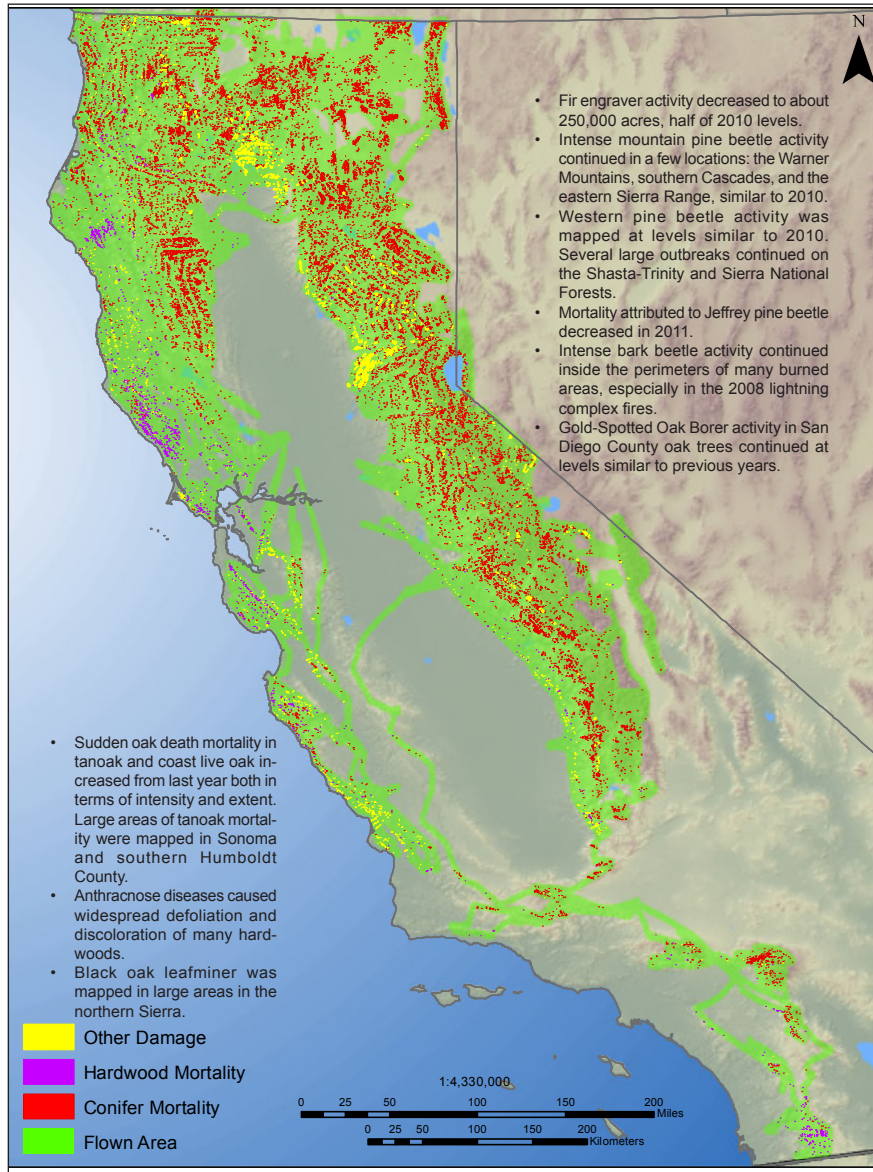 N
• Fir engraver activity decreased to about
250,000 acres, half of 2010 levels.
• Intense mountain pine beetle activity
continued in a few locations: the Warner
Mountains, southern Cascades, and the
eastern Sierra Range, similar to 2010.
• Western pine beetle activity was
mapped at levels similar to 2010.
Several large outbreaks continued on
the Shasta-Trinity and Sierra National
Forests.
• Mortality attributed to Jeffrey pine beetle
decreased in 2011.
• Intense bark beetle activity continued
inside the perimeters of many burned
areas, especially in the 2008 lightning
complex fires.
• Gold-Spotted Oak Borer activity in San
Diego County oak trees continued at
levels similar to previous years.
• Sudden oak death mortality in
tanoak and coast live oak in-
creased from last year both in
terms of intensity and extent.
Large areas of tanoak mortal-
ity were mapped in Sonoma
and southern Humboldt
County.
• Anthracnose diseases caused
widespread defoliation and
discoloration of many hard-
woods.
• Black oak leafminer was
mapped in large areas in the
northern Sierra.
Other Damage
Hardwood Mortality
Conifer Mortality
Flown Area
1:4,330,000
0 25 50 100 150 200
Miles
0 25 50 100 150 200
Kilometers